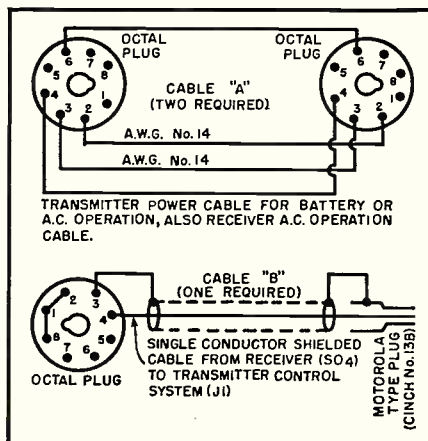 OCTAL PLUG
OCTAL PLUG
6 7 8 5 4 3 2 1
6 7 8 5 4 3 2 1
CABLE "A"
(TWO REQUIRED)
A.W.G. No.14
A.W.G. No.14
TRANSMITTER POWER CABLE FOR BATTERY OR
A.C. OPERATION, ALSO RECEIVER A.C. OPERATION
CABLE.
CABLE "B"
(ONE REQUIRED)
2 3 1 4 8 5 7 6
OCTAL PLUG
SINGLE CONDUCTOR SHIELDED
CABLE FROM RECEIVER (SO4)
TO TRANSMITTER CONTROL
SYSTEM (J1)
MOTOROLA
TYPE PLUG
(CINCH No.13B)